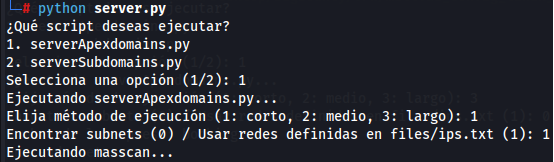 └─# python server.py
¿Qué script deseas ejecutar?
1. serverApexdomains.py
2. serverSubdomains.py
Selecciona una opción (1/2): 1
Ejecutando serverApexdomains.py...
Elija método de ejecución (1: corto, 2: medio, 3: largo): 1
Encontrar subnets (0) / Usar redes definidas en files/ips.txt (1): 1
Ejecutando masscan...